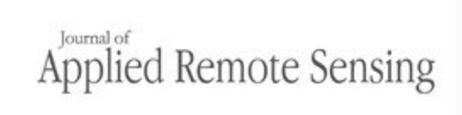 Journal of
Applied Remote Sensing